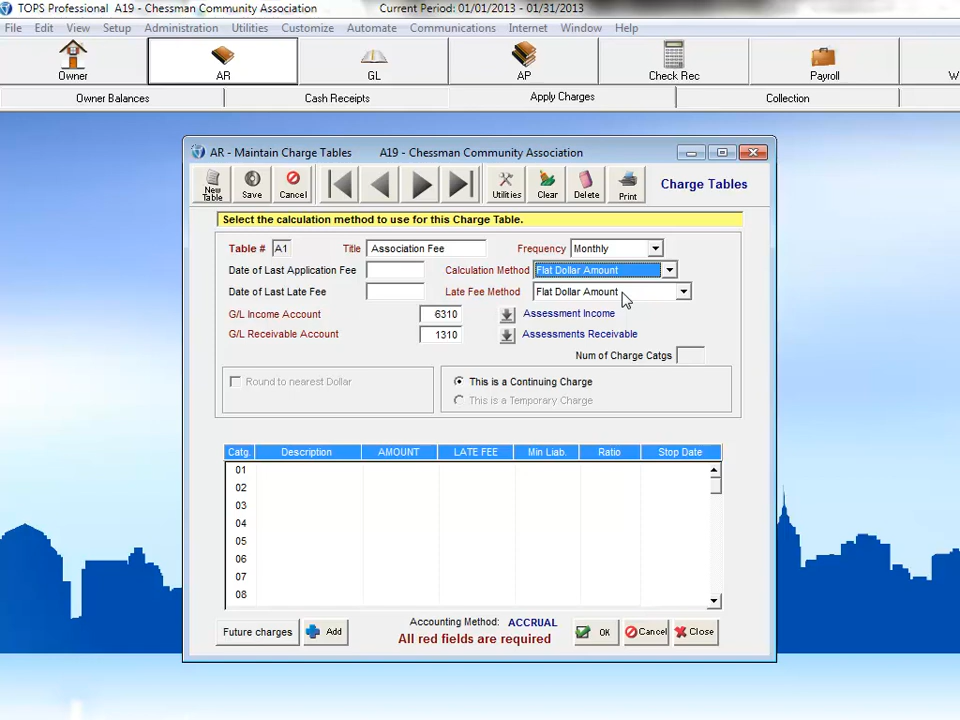 TOPS Professional A19 - Chessman Community Association Current Period: 01/01/2013 - 01/31/2013
File Edit View Setup Administration Utilities Customize Automate Communications Internet Window Help
Owner AR GL AP Check Rec Payroll W
Owner Balances Cash Receipts Apply Charges Collection
AR - Maintain Charge Tables A19 - Chessman Community Association
New Table Save Cancel Utilities Clear Delete Print Charge Tables
Select the calculation method to use for this Charge Table.
Table # A1 Title Association Fee Frequency Monthly
Date of Last Application Fee Calculation Method Flat Dollar Amount
Date of Last Late Fee Late Fee Method Flat Dollar Amount
G/L Income Account 6310 Assessment Income
G/L Receivable Account 1310 Assessments Receivable
Num of Charge Catgs
Round to nearest Dollar This is a Continuing Charge
This is a Temporary Charge
Catg. Description AMOUNT LATE FEE Min Liab. Ratio Stop Date
01
02
03
04
05
06
07
08
Future charges Add Accounting Method: ACCRUAL OK Cancel Close
All red fields are required